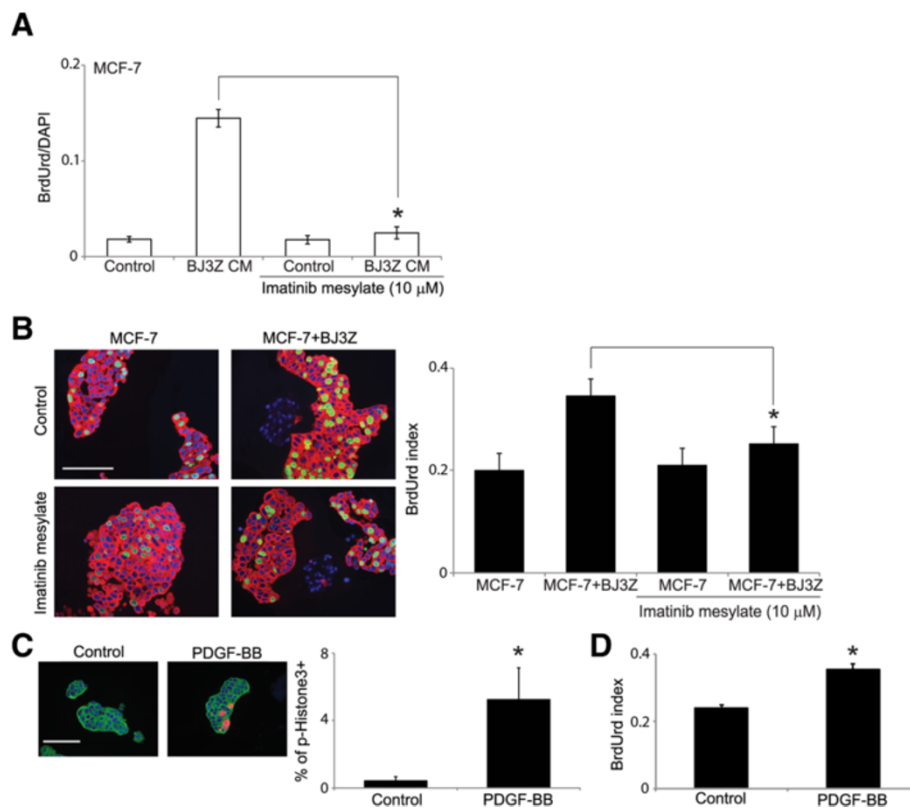 A
0.2
MCF-7
BrdUrd/DAPI
0.1
*
0
Control
BJ3Z CM
Control
BJ3Z CM
Imatinib mesylate (10 μM)
B
MCF-7
MCF-7+BJ3Z
Control
Imatinib mesylate
0.4
*
BrdUrd index
0.2
0
MCF-7
MCF-7+BJ3Z
MCF-7
MCF-7+BJ3Z
Imatinib mesylate (10 μM)
C
Control
PDGF-BB
% of p-Histone3+
8
*
4
0
Control
PDGF-BB
D
0.4
*
BrdUrd index
0.2
0
Control
PDGF-BB